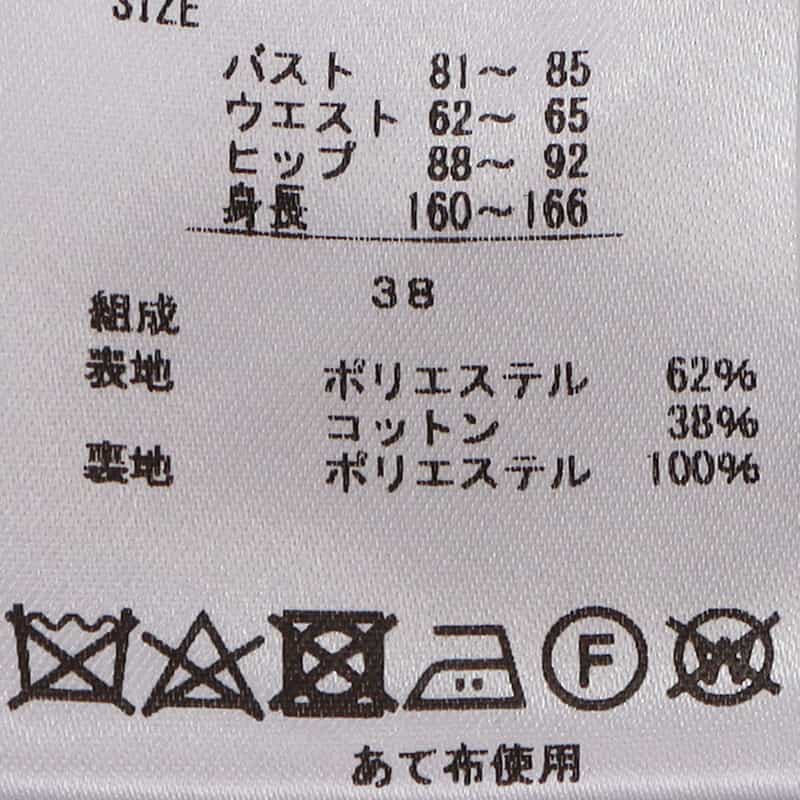 SIZE
バスト 81～ 85
ウエスト 62～ 65
ヒップ 88～ 92
身長 160～166
38
組成
表地 ポリエステル 62%
コットン 38%
裏地 ポリエステル 100%
F W
あて布使用